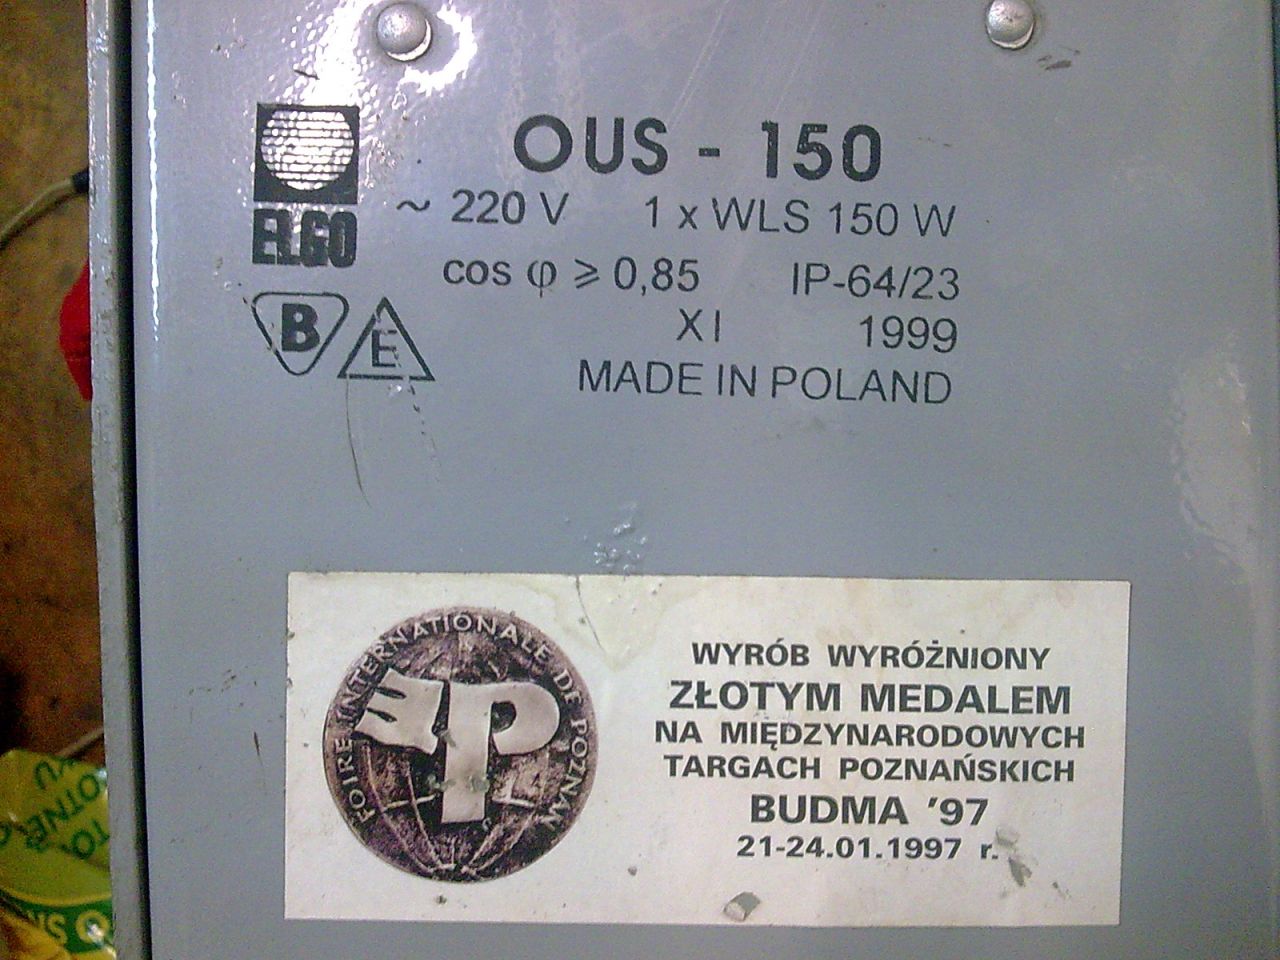 OUS - 150
ELGO
~ 220 V 1 x WLS 150 W
cos φ ⩾ 0,85 IP-64/23
B E
XI 1999
MADE IN POLAND
FOIRE INTERNATIONALE DE POZNAŃ
WYRÓB WYRÓŻNIONY
ZŁOTYM MEDALEM
NA MIĘDZYNARODOWYCH
TARGACH POZNAŃSKICH
BUDMA '97
21-24.01.1997 r.